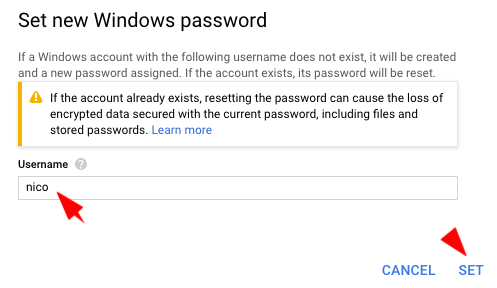 Set new Windows password
If a Windows account with the following username does not exist, it will be created
and a new password assigned. If the account exists, its password will be reset.
If the account already exists, resetting the password can cause the loss of
encrypted data secured with the current password, including files and
stored passwords. Learn more
Username ?
nico
CANCEL SET